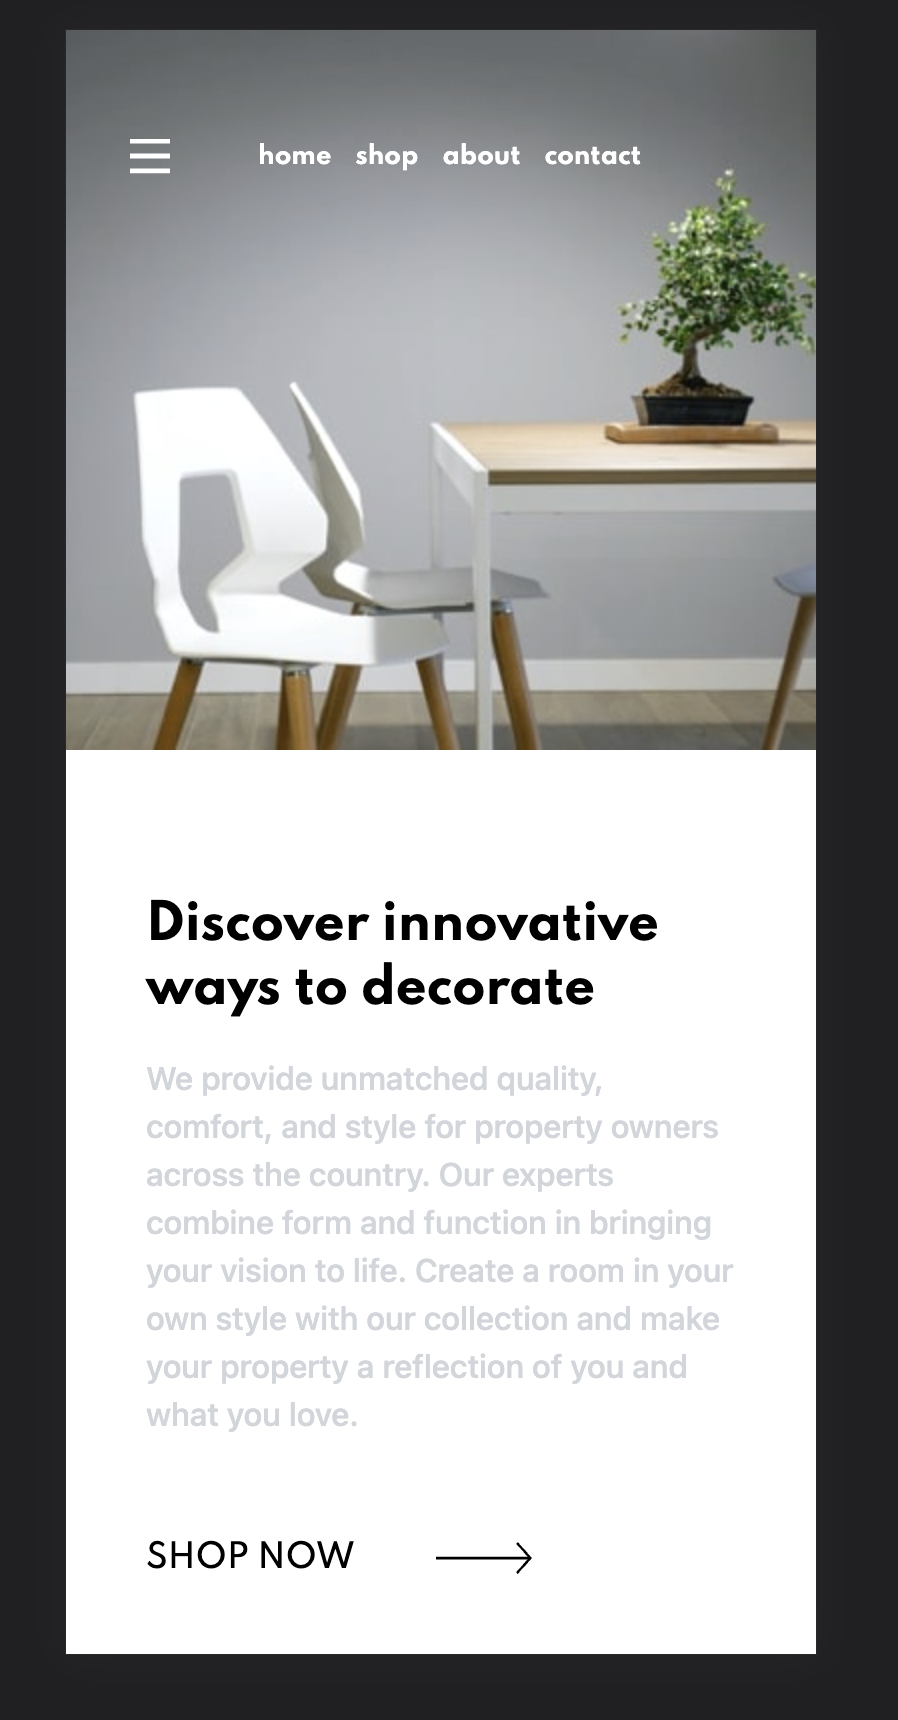 home shop about contact
Discover innovative
ways to decorate
We provide unmatched quality,
comfort, and style for property owners
across the country. Our experts
combine form and function in bringing
your vision to life. Create a room in your
own style with our collection and make
your property a reflection of you and
what you love.
SHOP NOW